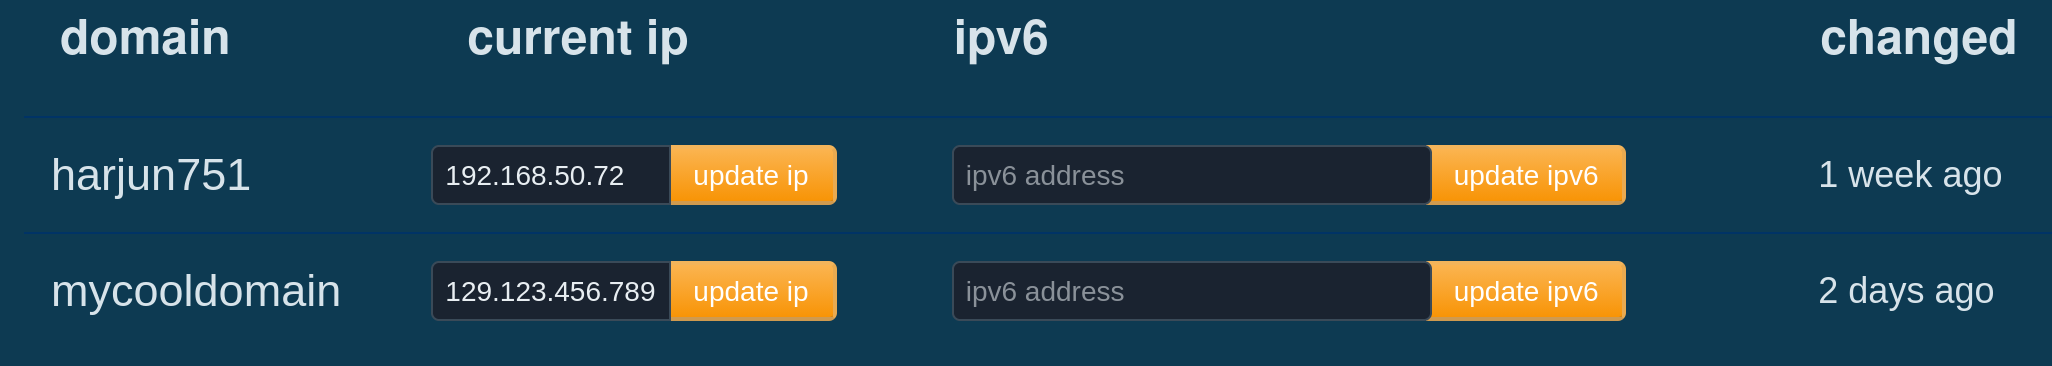 domain current ip ipv6 changed
harjun751 192.168.50.72 update ip ipv6 address update ipv6 1 week ago
mycooldomain 129.123.456.789 update ip ipv6 address update ipv6 2 days ago